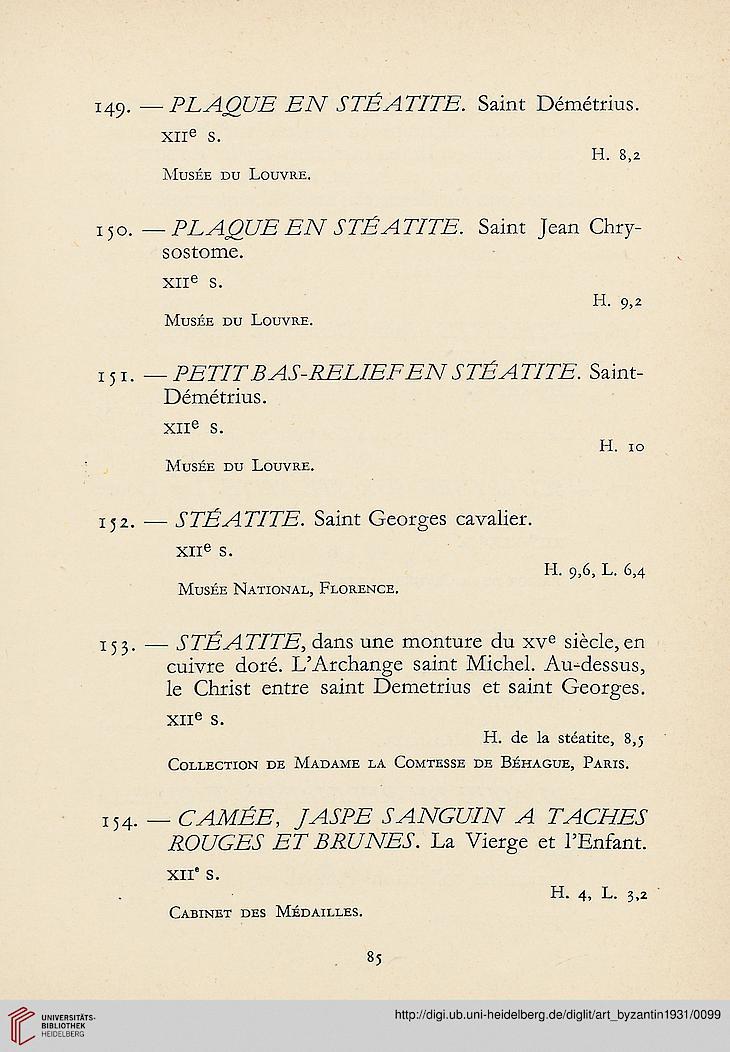 149. — PLAQUE EN STÉATITE. Saint Démétrius.
XIIe s.
H. 8,2
Musée du Louvre.
150. — PLAQUE EN STÉATITE. Saint Jean Chry-
sostome.
XIIe s.
H. 9,2
Musée du Louvre.
151. — PETIT BAS-RELIEF EN STÉATITE. Saint-
Démétrius.
XIIe s.
H. 10
Musée du Louvre.
152. — STÉATITE. Saint Georges cavalier.
XIIe s.
H. 9,6, L. 6,4
Musée National, Florence.
153. — STÉATITE, dans une monture du XVe siècle, en
cuivre doré. L'Archange saint Michel. Au-dessus,
le Christ entre saint Demetrius et saint Georges.
XIIe s.
H. de la stéatite, 8,5
Collection de Madame la Comtesse de Béhague, Paris.
154. — CAMÉE, JASPE SANGUIN A TACHES
ROUGES ET BRUNES. La Vierge et l'Enfant.
XIIe s.
H. 4, L. 3,2
Cabinet des Médailles.
85
UNIVERSITÄTS-
BIBLIOTHEK
HEIDELBERG
http://digi.ub.uni-heidelberg.de/diglit/art_byzantin1931/0099